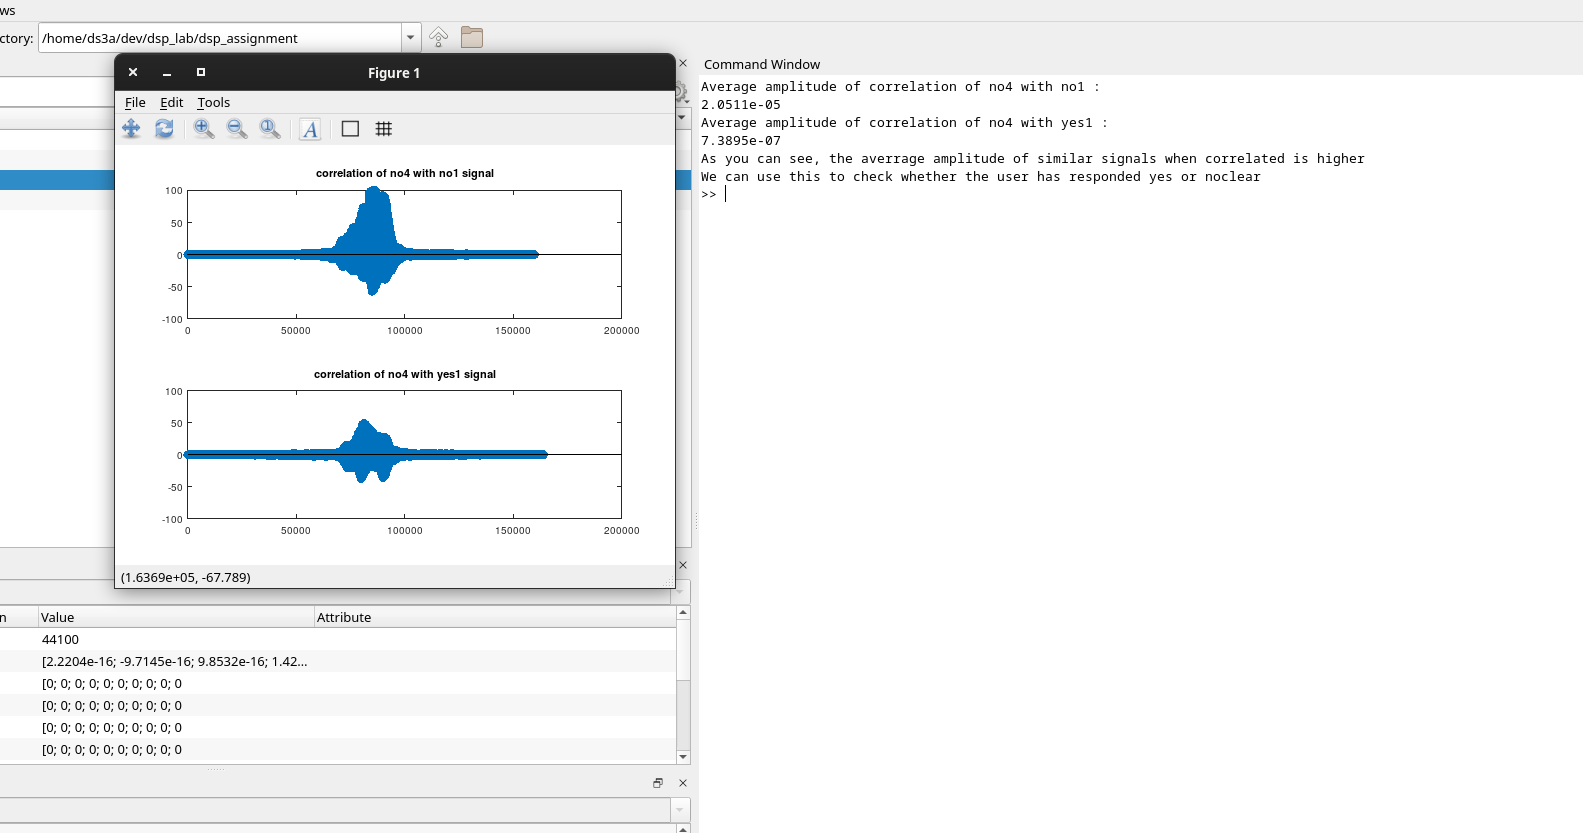 ws
ctory: /home/ds3a/dev/dsp_lab/dsp_assignment
Figure 1
File Edit Tools
A
correlation of no4 with no1 signal
100
50
0
-50
-100
0 50000 100000 150000 200000
correlation of no4 with yes1 signal
100
50
0
-50
-100
0 50000 100000 150000 200000
(1.6369e+05, -67.789)
n Value Attribute
44100
[2.2204e-16; -9.7145e-16; 9.8532e-16; 1.42...
[0; 0; 0; 0; 0; 0; 0; 0; 0; 0
[0; 0; 0; 0; 0; 0; 0; 0; 0; 0
[0; 0; 0; 0; 0; 0; 0; 0; 0; 0
[0; 0; 0; 0; 0; 0; 0; 0; 0; 0
Command Window
Average amplitude of correlation of no4 with no1 :
2.0511e-05
Average amplitude of correlation of no4 with yes1 :
7.3895e-07
As you can see, the averrage amplitude of similar signals when correlated is higher
We can use this to check whether the user has responded yes or noclear
>>